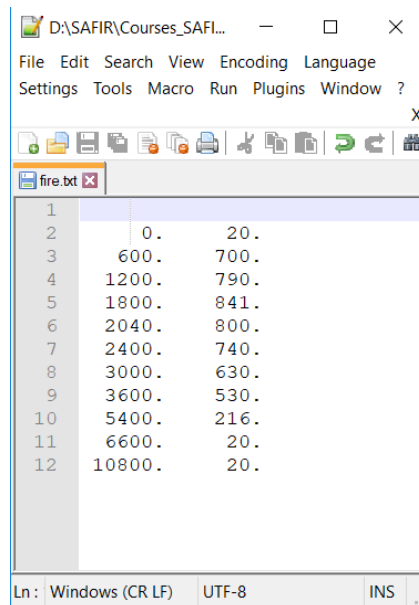 D:\SAFIR\Courses_SAFI...
File Edit Search View Encoding Language
Settings Tools Macro Run Plugins Window ?
X
fire.txt
1
2 0. 20.
3 600. 700.
4 1200. 790.
5 1800. 841.
6 2040. 800.
7 2400. 740.
8 3000. 630.
9 3600. 530.
10 5400. 216.
11 6600. 20.
12 10800. 20.
Ln : Windows (CR LF) UTF-8 INS